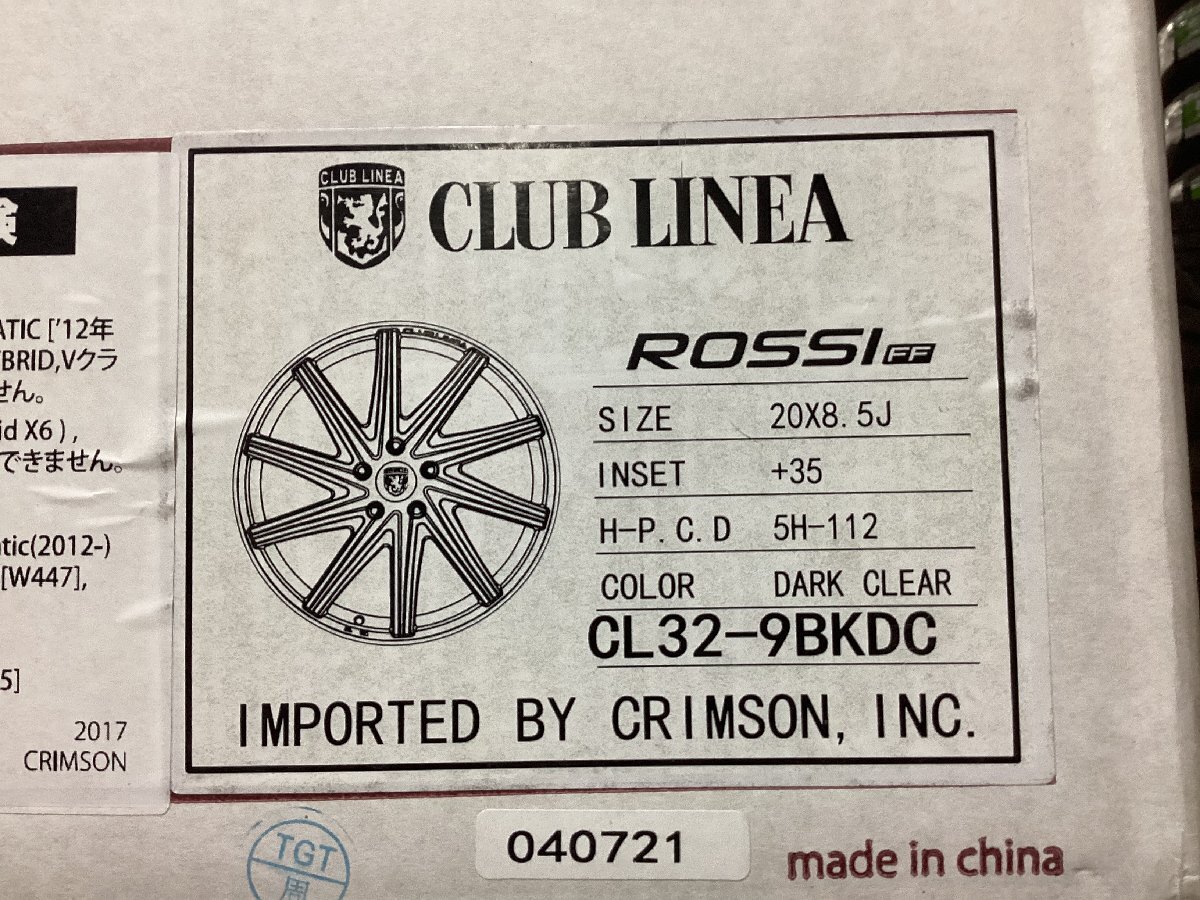 ATIC ['12年
YBRID,Vクラ
せん。
id X6 ) ,
できません。
atic(2012-)
[W447],
5]
2017
CRIMSON
CLUB LINEA
CLUB LINEA
ROSSI FF
SIZE 20X8.5J
INSET +35
H-P.C.D 5H-112
COLOR DARK CLEAR
CL32-9BKDC
IMPORTED BY CRIMSON, INC.
TGT
周
040721
made in china